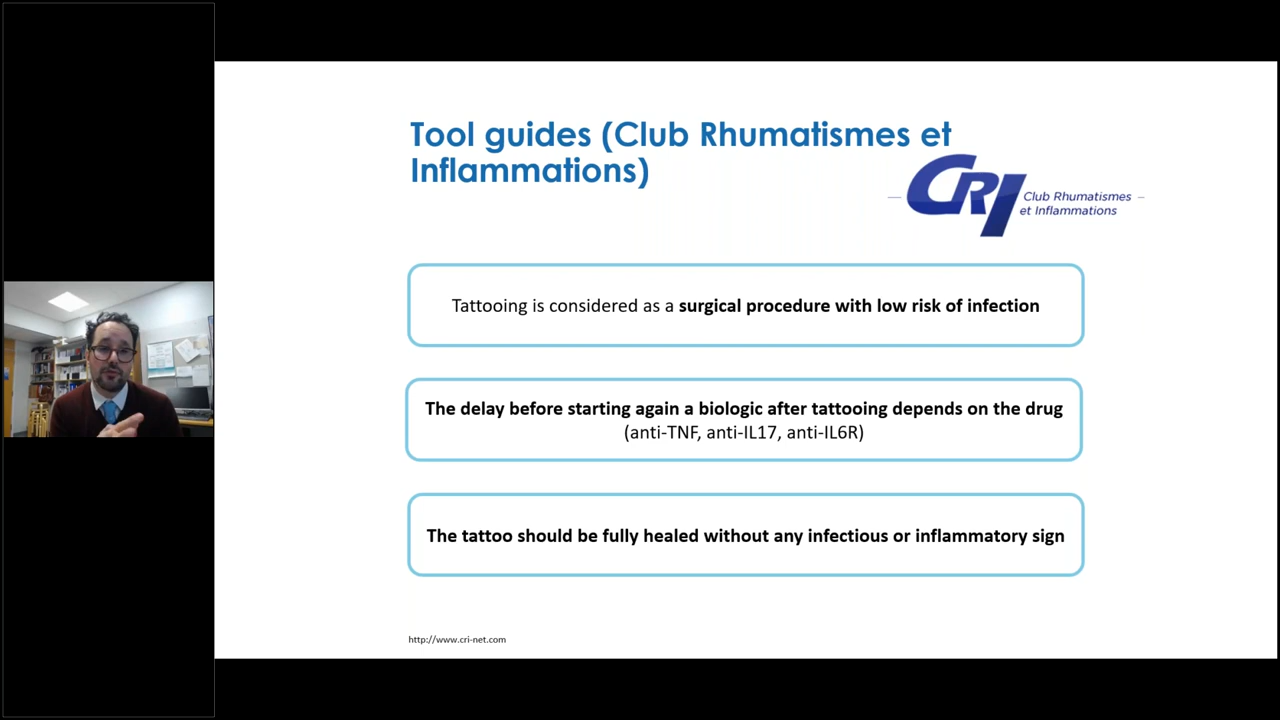 Tool guides (Club Rhumatismes et
Inflammations)
CRI
Club Rhumatismes
et Inflammations
Tattooing is considered as a surgical procedure with low risk of infection
The delay before starting again a biologic after tattooing depends on the drug
(anti-TNF, anti-IL17, anti-IL6R)
The tattoo should be fully healed without any infectious or inflammatory sign
http://www.cri-net.com